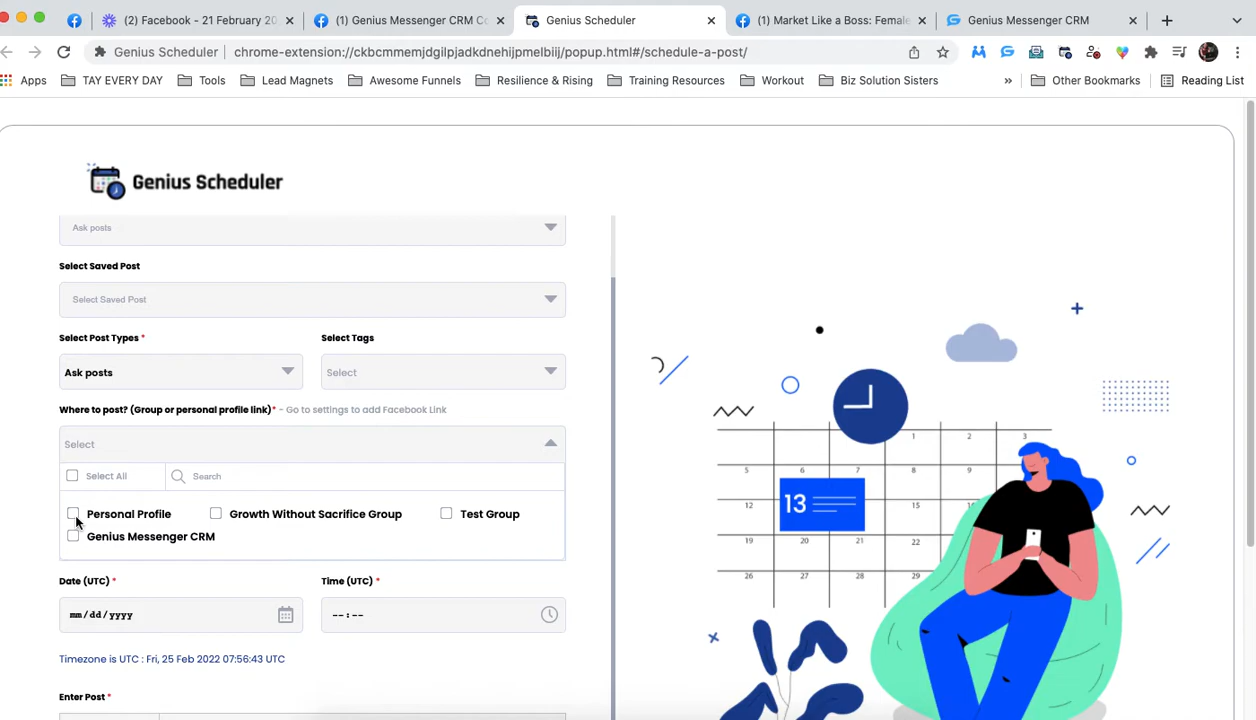 (2) Facebook - 21 February 20
(1) Genius Messenger CRM Co
Genius Scheduler
(1) Market Like a Boss: Female
Genius Messenger CRM
Genius Scheduler
chrome-extension://ckbcmmemjdgilpjadkdnehijpmelbiij/popup.html#/schedule-a-post/
Apps
TAY EVERY DAY
Tools
Lead Magnets
Awesome Funnels
Resilience & Rising
Training Resources
Workout
Biz Solution Sisters
»
Other Bookmarks
Reading List
Genius Scheduler
Ask posts
Select Saved Post
Select Saved Post
Select Post Types *
Select Tags
Ask posts
Select
Where to post? (Group or personal profile link)* - Go to settings to add Facebook Link
Select
Select All
Search
Personal Profile
Growth Without Sacrifice Group
Test Group
Genius Messenger CRM
Date (UTC) *
Time (UTC) *
mm/dd/yyyy
--:--
Timezone is UTC : Fri, 25 Feb 2022 07:56:43 UTC
Enter Post *
1 2 3
5 6 7 8 9
12 13 14 15 16
19 20 21 22
26 27 28 29